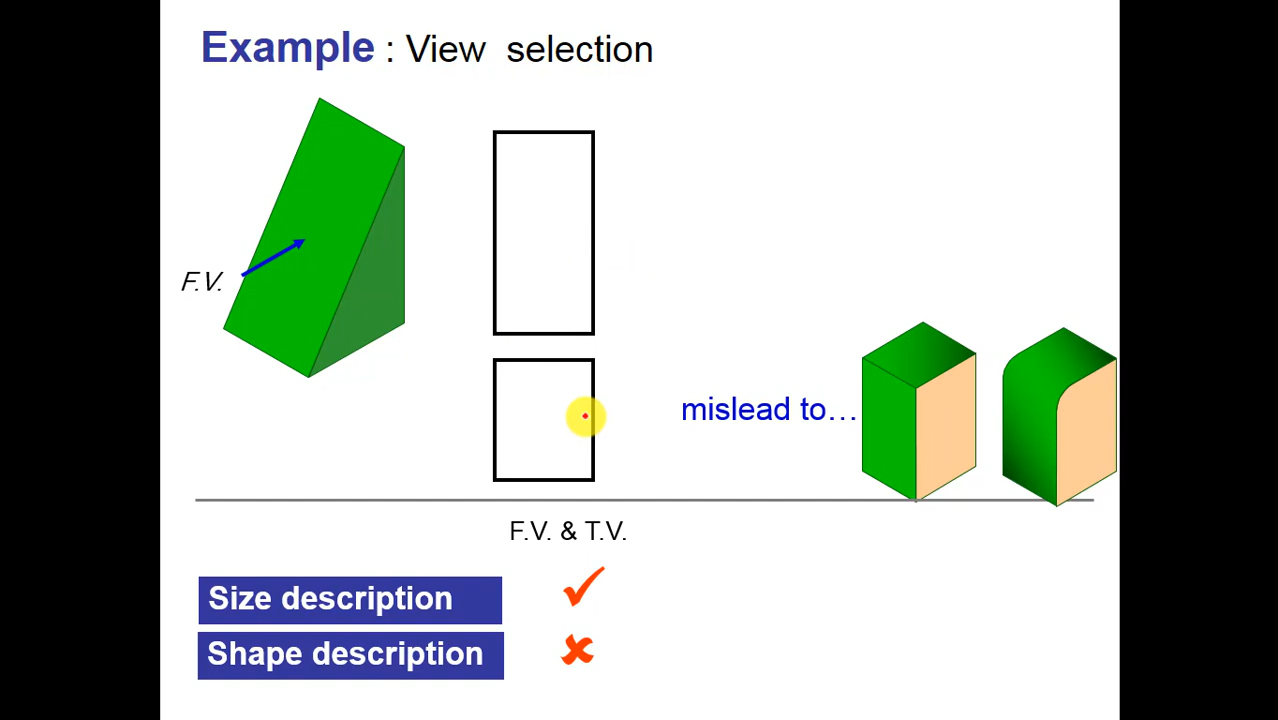 Example : View selection
F.V.
mislead to…
F.V. & T.V.
Size description
Shape description